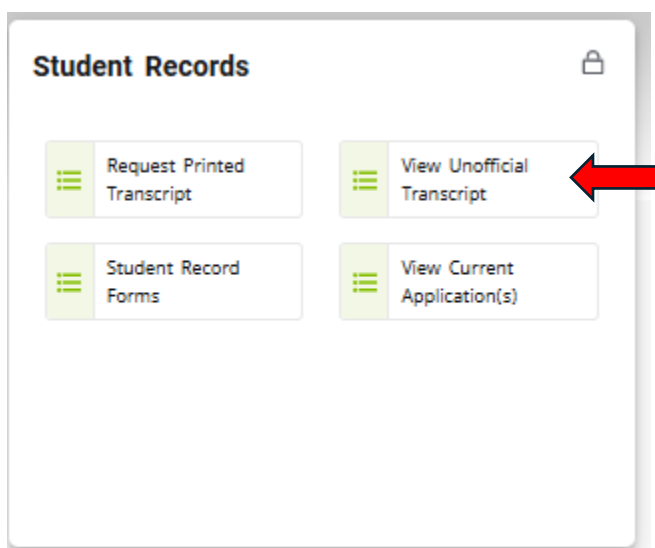 Student Records
Request Printed
Transcript
View Unofficial
Transcript
Student Record
Forms
View Current
Application(s)